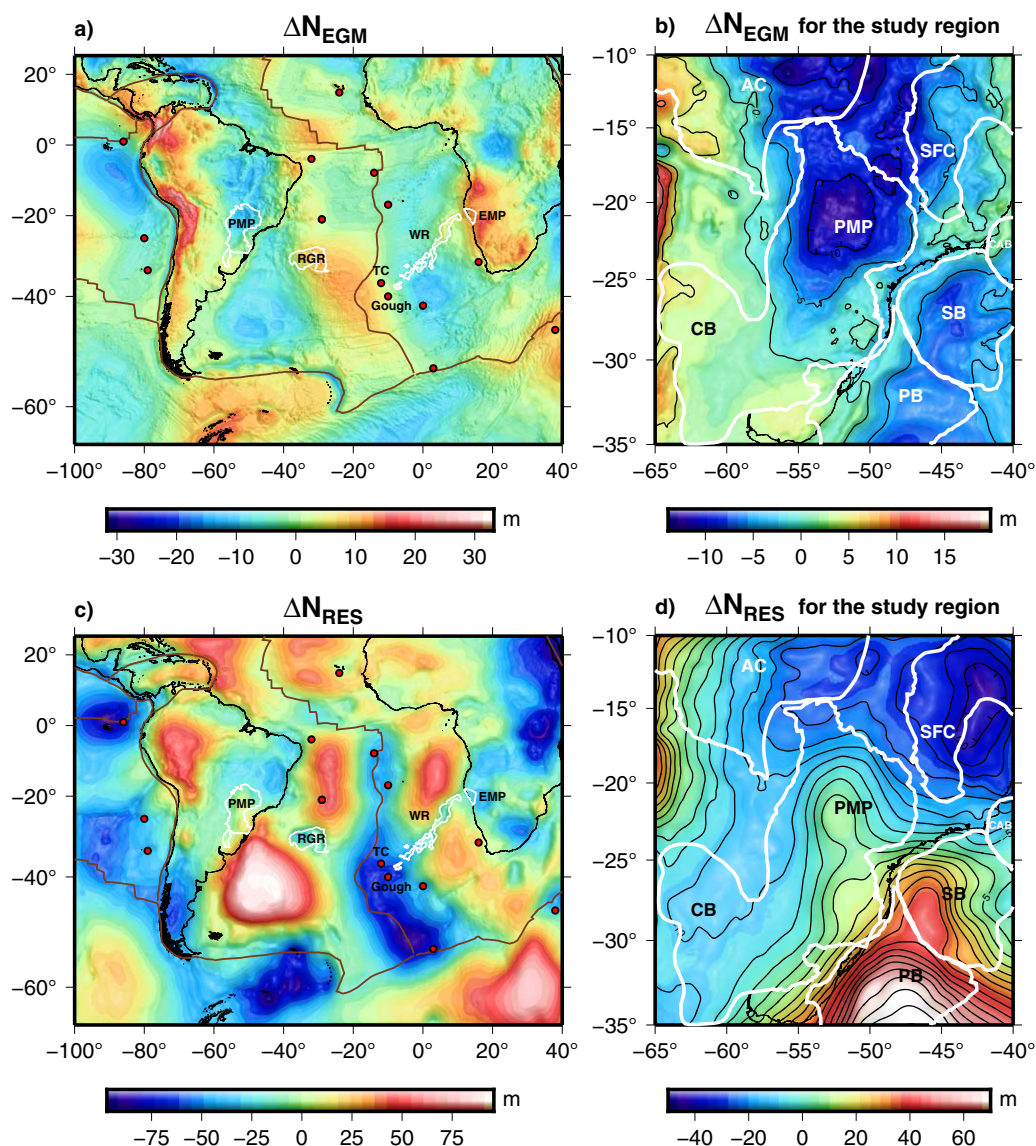 a) ΔN_EGM
20°
0°
−20°
−40°
−60°
−100° −80° −60° −40° −20° 0° 20° 40°
PMP
RGR
WR
EMP
TC
Gough
−30 −20 −10 0 10 20 30 m
b) ΔN_EGM for the study region
−10°
−15°
−20°
−25°
−30°
−35°
−65° −60° −55° −50° −45° −40°
AC
SFC
PMP
CAB
SB
CB
PB
−10 −5 0 5 10 15 m
c) ΔN_RES
20°
0°
−20°
−40°
−60°
−100° −80° −60° −40° −20° 0° 20° 40°
PMP
RGR
WR
EMP
TC
Gough
−75 −50 −25 0 25 50 75 m
d) ΔN_RES for the study region
−10°
−15°
−20°
−25°
−30°
−35°
−65° −60° −55° −50° −45° −40°
AC
SFC
PMP
CAB
SB
CB
PB
−40 −20 0 20 40 60 m